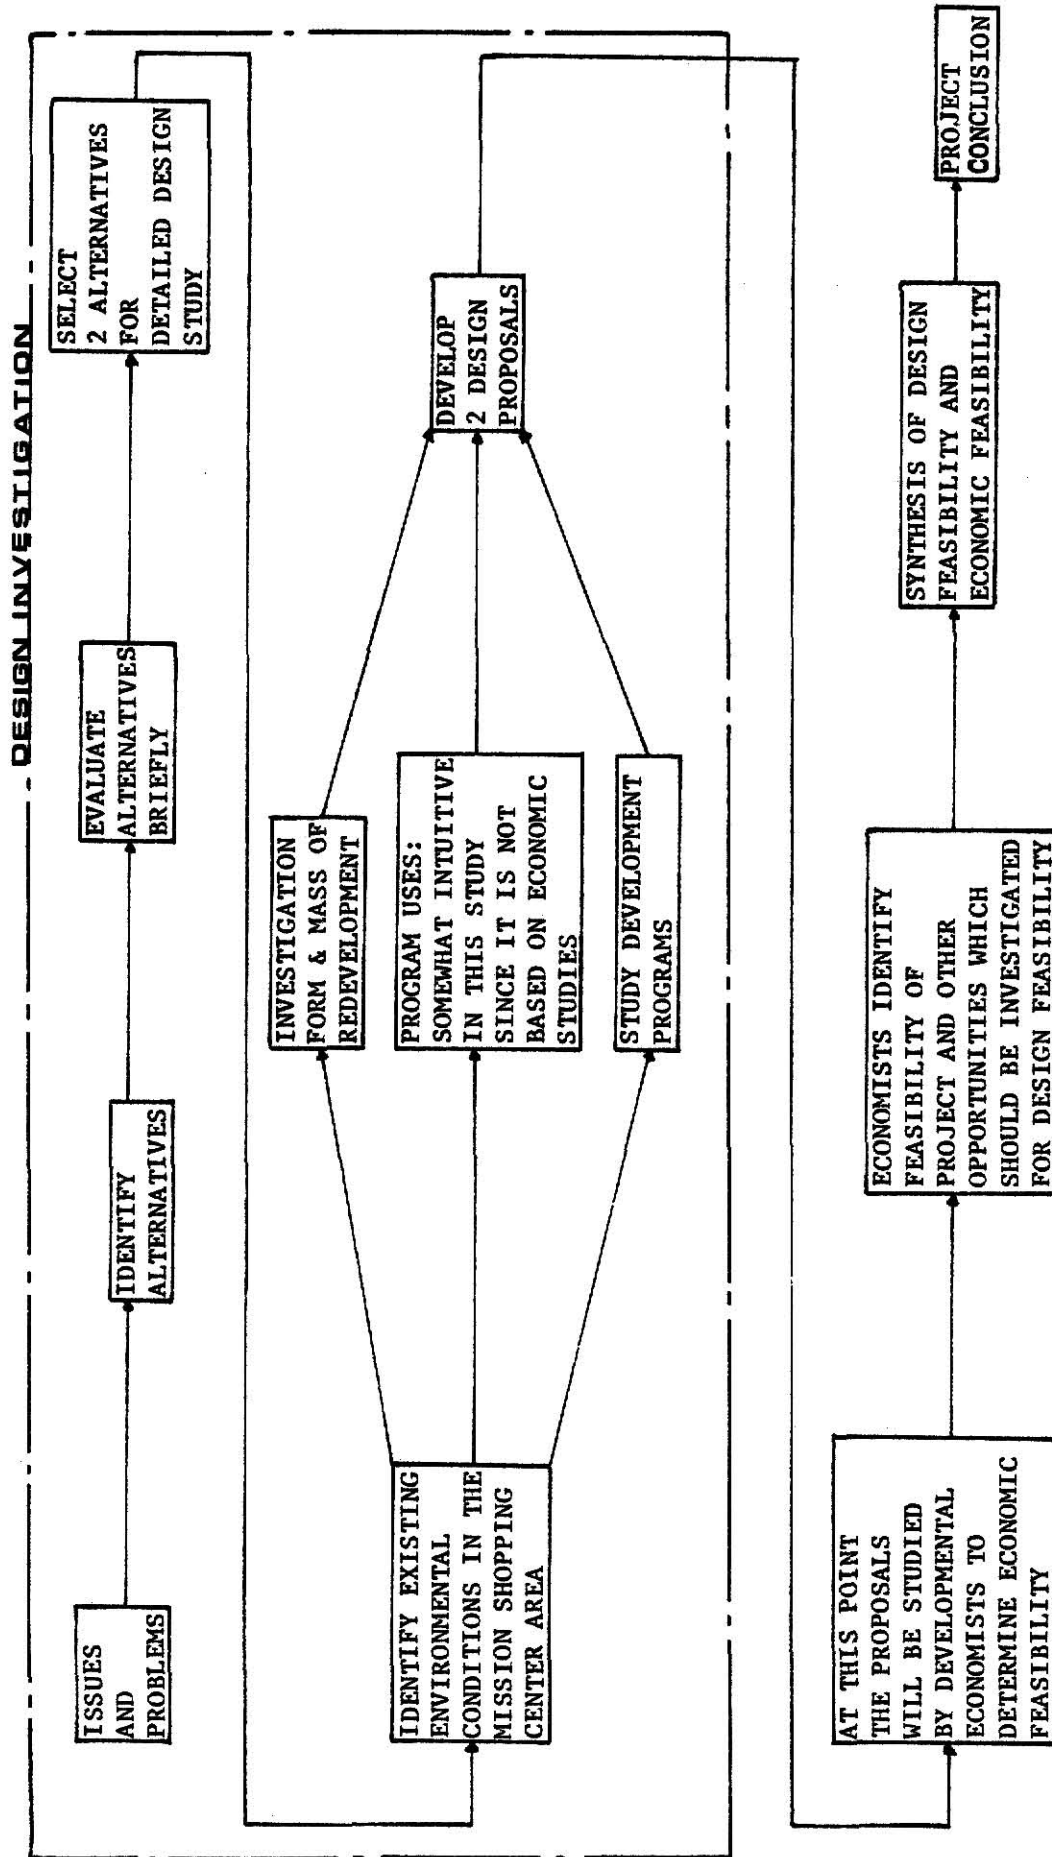 DESIGN INVESTIGATION
ISSUES
AND
PROBLEMS
IDENTIFY
ALTERNATIVES
EVALUATE
ALTERNATIVES
BRIEFLY
SELECT
2 ALTERNATIVES
FOR
DETAILED DESIGN
STUDY
IDENTIFY EXISTING
ENVIRONMENTAL
CONDITIONS IN THE
MISSION SHOPPING
CENTER AREA
INVESTIGATION
FORM & MASS OF
REDEVELOPMENT
PROGRAM USES:
SOMEWHAT INTUITIVE
IN THIS STUDY
SINCE IT IS NOT
BASED ON ECONOMIC
STUDIES
STUDY DEVELOPMENT
PROGRAMS
DEVELOP
2 DESIGN
PROPOSALS
AT THIS POINT
THE PROPOSALS
WILL BE STUDIED
BY DEVELOPMENTAL
ECONOMISTS TO
DETERMINE ECONOMIC
FEASIBILITY
ECONOMISTS IDENTIFY
FEASIBILITY OF
PROJECT AND OTHER
OPPORTUNITIES WHICH
SHOULD BE INVESTIGATED
FOR DESIGN FEASIBILITY
SYNTHESIS OF DESIGN
FEASIBILITY AND
ECONOMIC FEASIBILITY
PROJECT
CONCLUSION